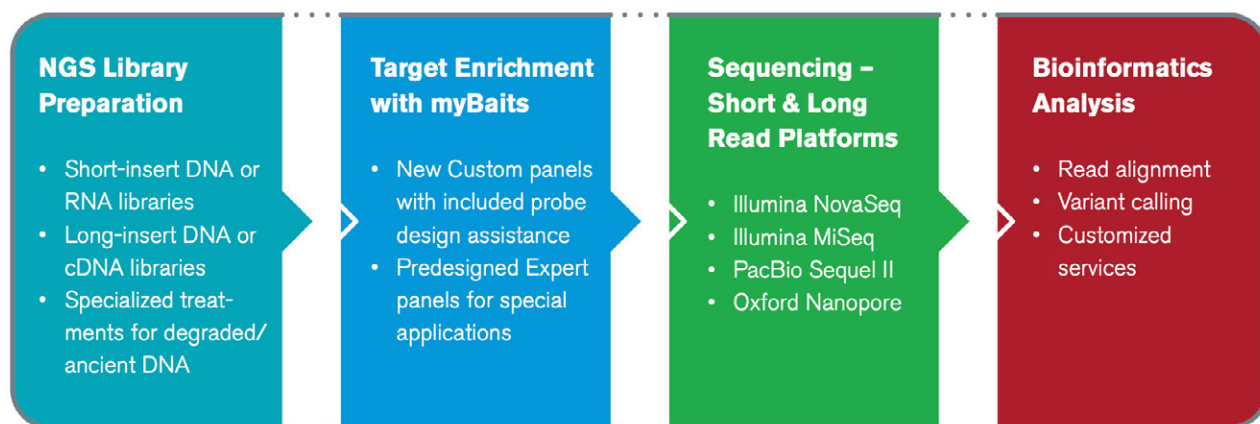 NGS Library
Preparation
• Short-insert DNA or
RNA libraries
• Long-insert DNA or
cDNA libraries
• Specialized treat-
ments for degraded/
ancient DNA
Target Enrichment
with myBaits
• New Custom panels
with included probe
design assistance
• Predesigned Expert
panels for special
applications
Sequencing –
Short & Long
Read Platforms
• Illumina NovaSeq
• Illumina MiSeq
• PacBio Sequel II
• Oxford Nanopore
Bioinformatics
Analysis
• Read alignment
• Variant calling
• Customized
services